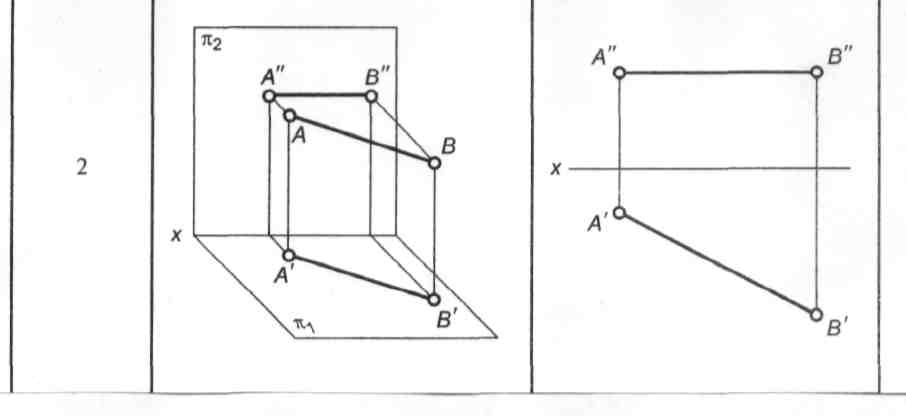 2
π₂
A″ B″
A
B
x
A′
B′
π₁
A″ B″
x
A′
B′